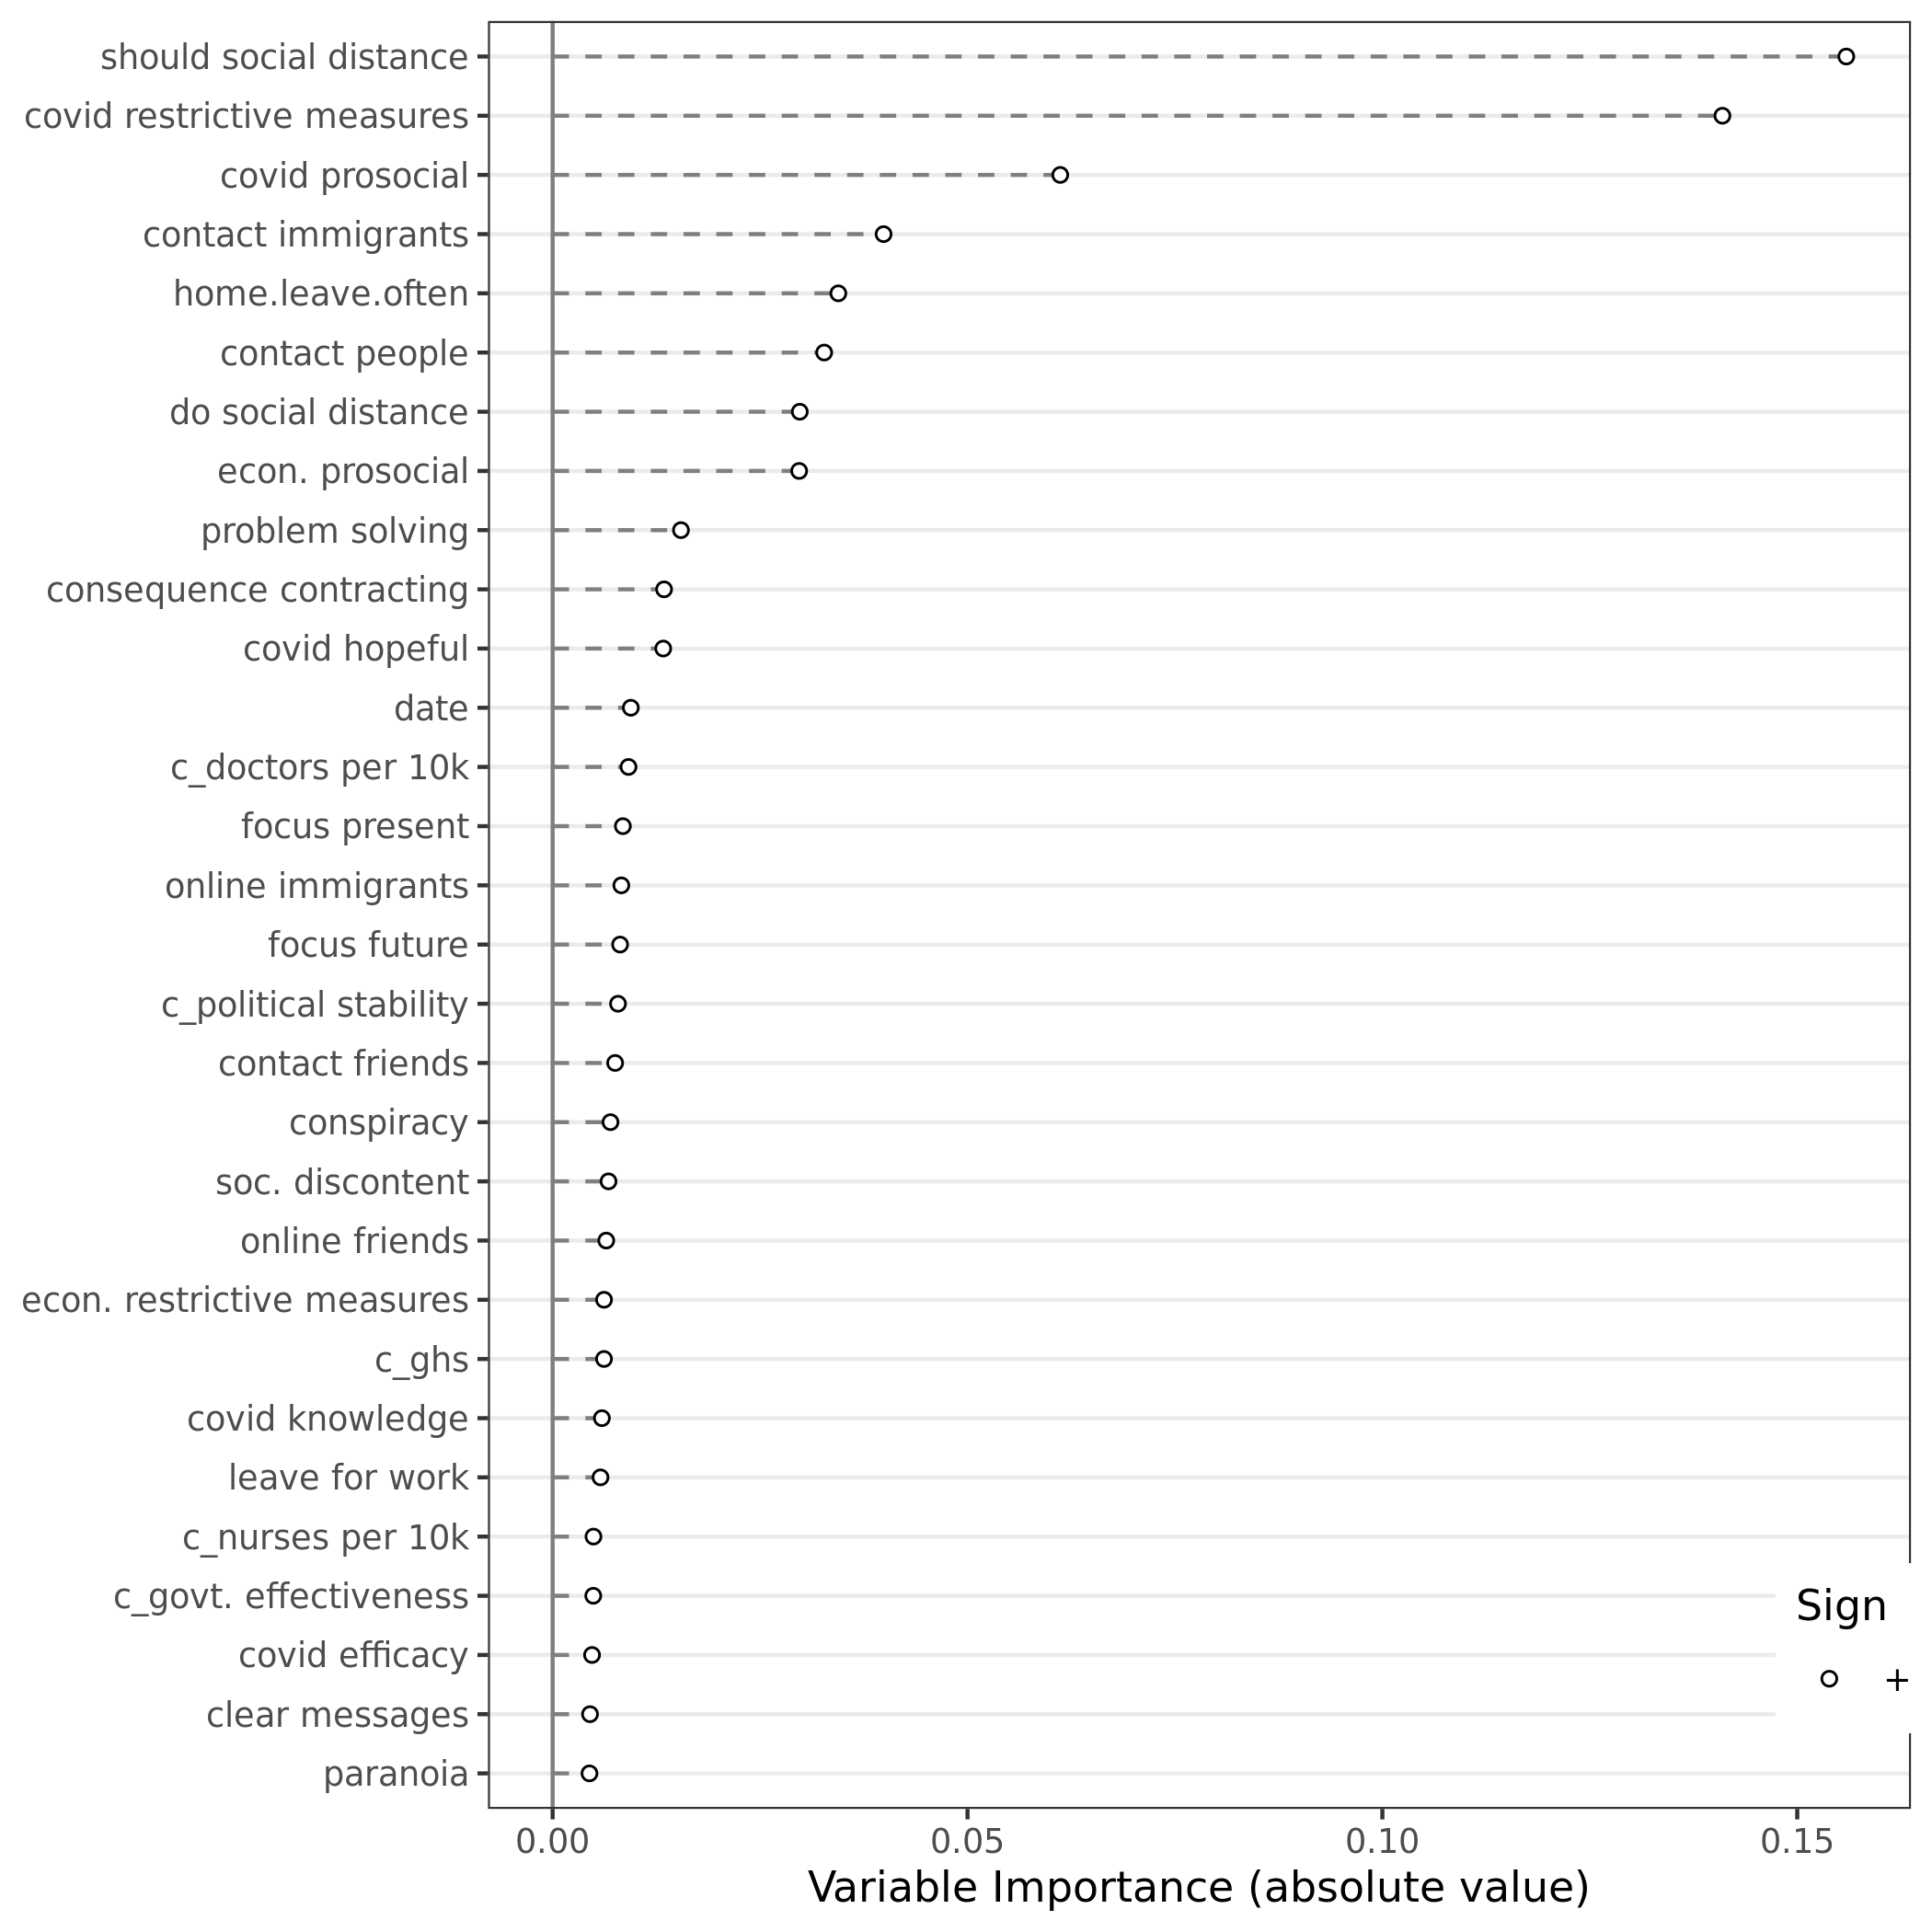 should social distance
covid restrictive measures
covid prosocial
contact immigrants
home.leave.often
contact people
do social distance
econ. prosocial
problem solving
consequence contracting
covid hopeful
date
c_doctors per 10k
focus present
online immigrants
focus future
c_political stability
contact friends
conspiracy
soc. discontent
online friends
econ. restrictive measures
c_ghs
covid knowledge
leave for work
c_nurses per 10k
c_govt. effectiveness
covid efficacy
clear messages
paranoia
Sign
+
0.00 0.05 0.10 0.15
Variable Importance (absolute value)